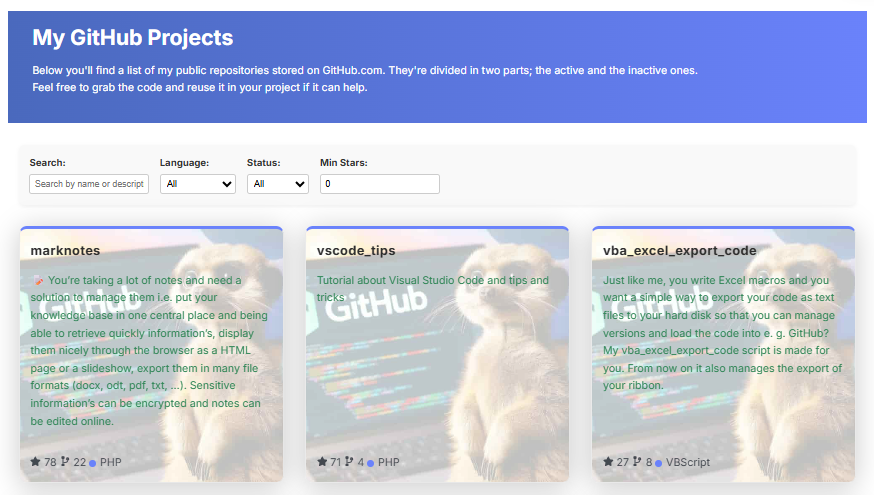 My GitHub Projects
Below you'll find a list of my public repositories stored on GitHub.com. They're divided in two parts; the active and the inactive ones.
Feel free to grab the code and reuse it in your project if it can help.
Search:
Language:
Status:
Min Stars:
Search by name or descript
All
All
0
marknotes
You're taking a lot of notes and need a
solution to manage them i.e. put your
knowledge base in one central place and being
able to retrieve quickly information's, display
them nicely through the browser as a HTML
page or a slideshow, export them in many file
formats (docx, odt, pdf, txt, ...). Sensitive
information's can be encrypted and notes can
be edited online.
GitHub
78 22 PHP
vscode_tips
Tutorial about Visual Studio Code and tips and
tricks
GitHub
71 4 PHP
vba_excel_export_code
Just like me, you write Excel macros and you
want a simple way to export your code as text
files to your hard disk so that you can manage
versions and load the code into e. g. GitHub?
My vba_excel_export_code script is made for
you. From now on it also manages the export of
your ribbon.
GitHub
27 8 VBScript